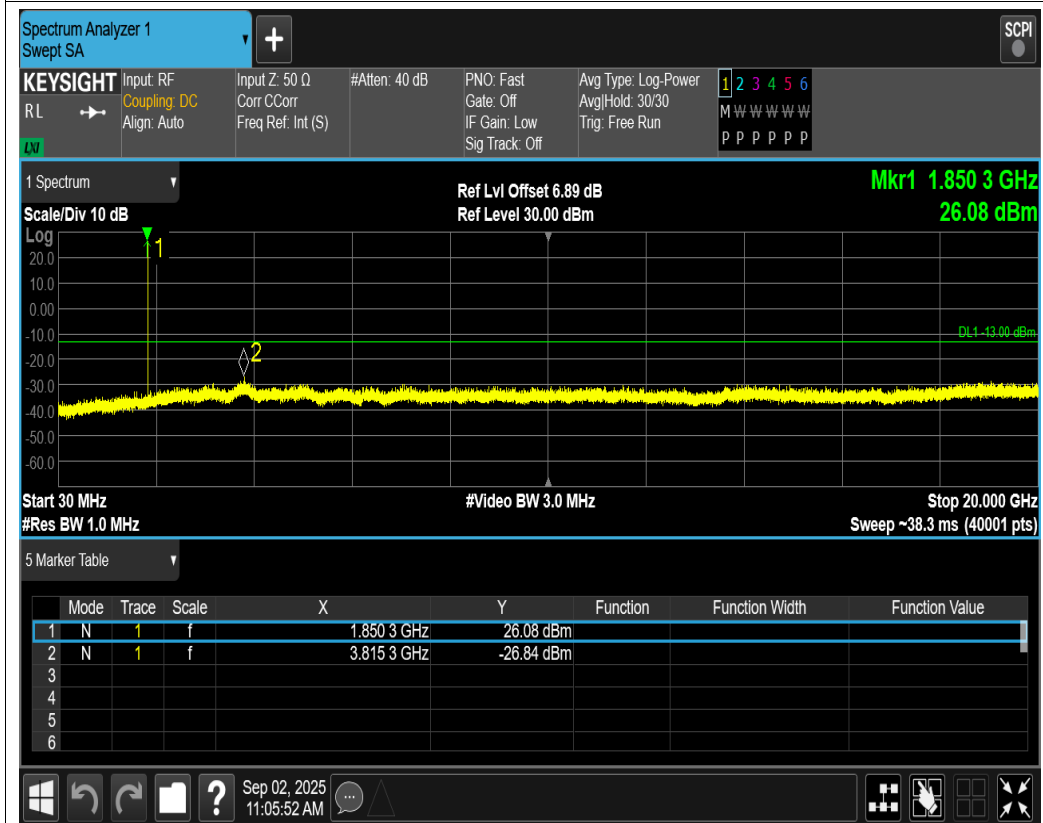 Spectrum Analyzer 1
Swept SA
+
SCPI
KEYSIGHT
RL
LXI
Input: RF
Coupling: DC
Align: Auto
Input Z: 50 Ω
Corr CCorr
Freq Ref: Int (S)
#Atten: 40 dB
PNO: Fast
Gate: Off
IF Gain: Low
Sig Track: Off
Avg Type: Log-Power
Avg|Hold: 30/30
Trig: Free Run
1 2 3 4 5 6
M W W W W W
P P P P P P
1 Spectrum
Scale/Div 10 dB
Ref Lvl Offset 6.89 dB
Ref Level 30.00 dBm
Mkr1 1.850 3 GHz
26.08 dBm
Log
20.0
10.0
0.00
-10.0
-20.0
-30.0
-40.0
-50.0
-60.0
1
2
DL1 -13.00 dBm
Start 30 MHz
#Res BW 1.0 MHz
#Video BW 3.0 MHz
Stop 20.000 GHz
Sweep ~38.3 ms (40001 pts)
5 Marker Table
Mode Trace Scale X Y Function Function Width Function Value
1 N 1 f 1.850 3 GHz 26.08 dBm
2 N 1 f 3.815 3 GHz -26.84 dBm
3
4
5
6
?
Sep 02, 2025
11:05:52 AM